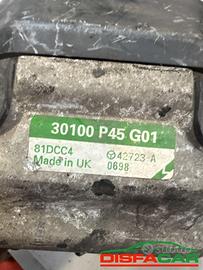 30100 P45 G01
81DCC4
42723-A
Made in UK
0698
DISFACAR